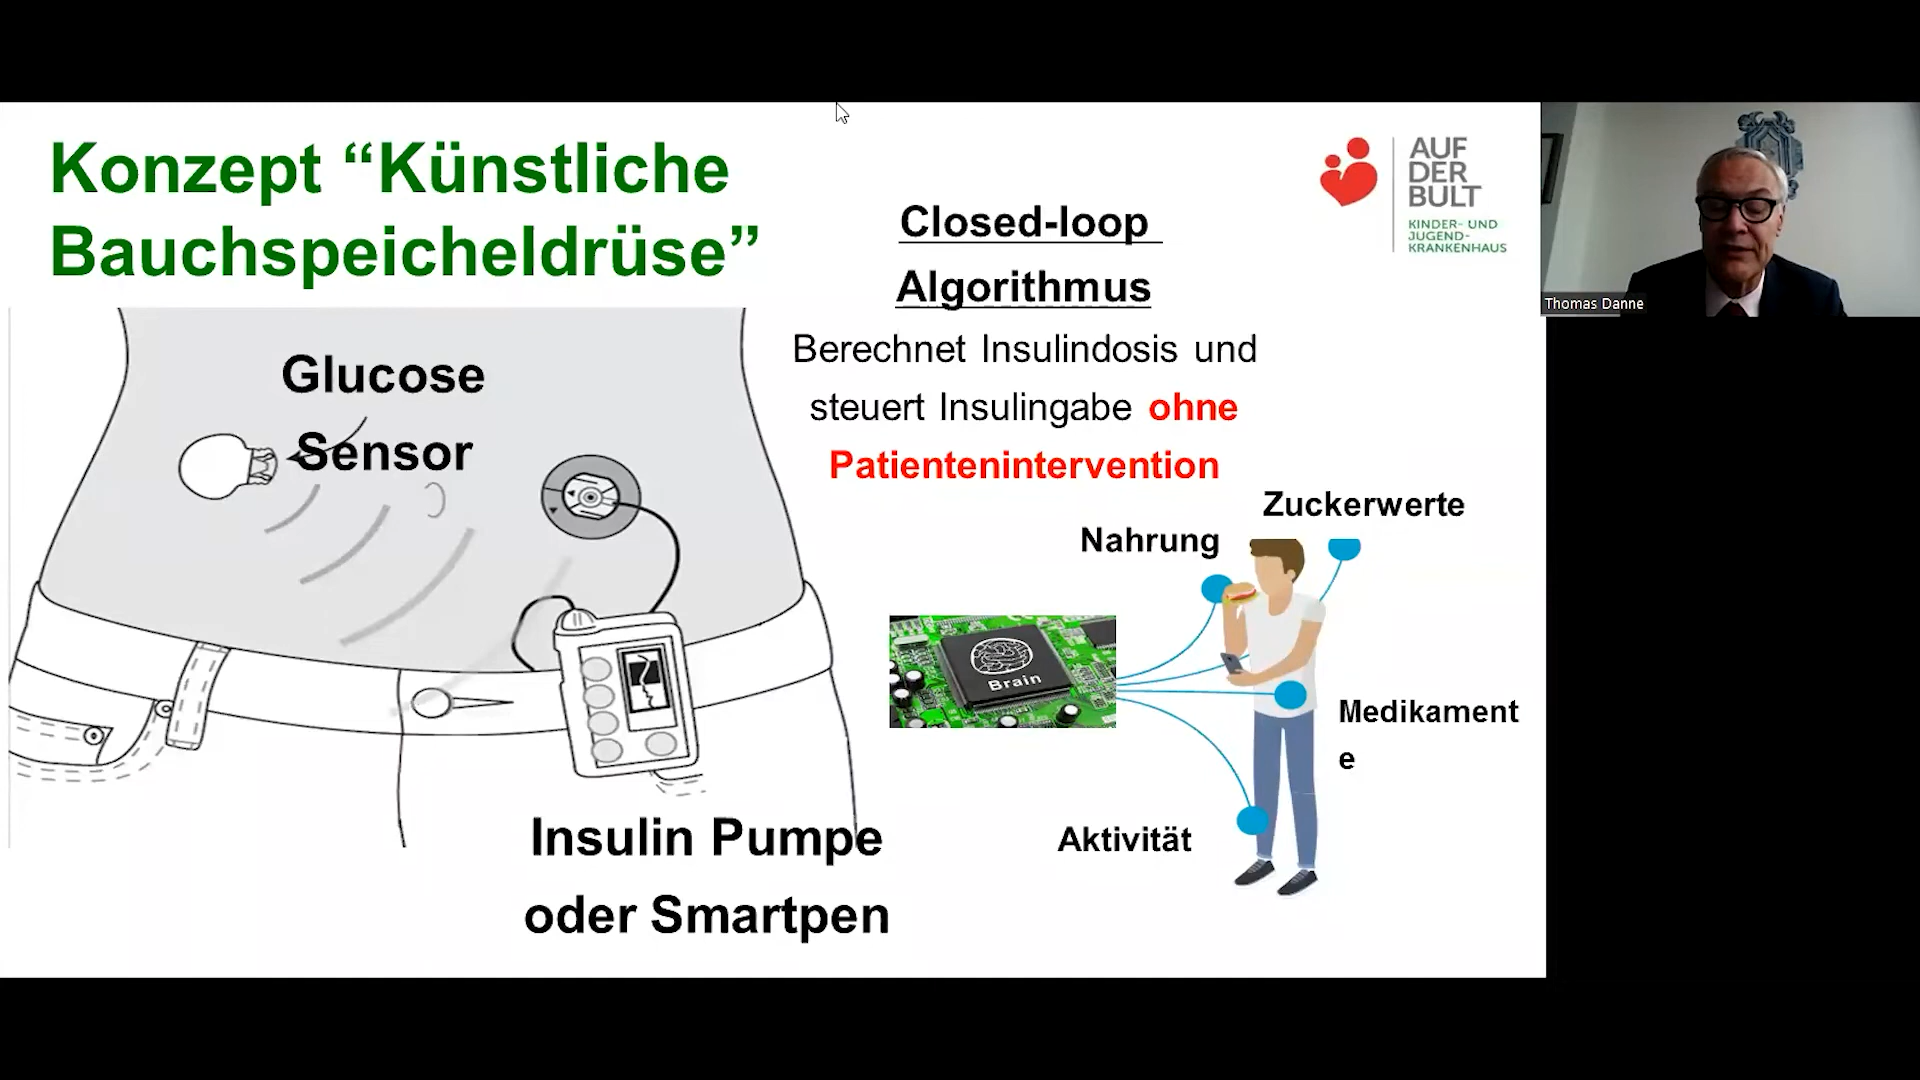 Konzept “Künstliche
Bauchspeicheldrüse”
Closed-loop
Algorithmus
Berechnet Insulindosis und
steuert Insulingabe ohne
Patientenintervention
AUF
DER
BULT
KINDER- UND
JUGEND-
KRANKENHAUS
Thomas Danne
Glucose
Sensor
Zuckerwerte
Nahrung
Brain
Medikament
e
Aktivität
Insulin Pumpe
oder Smartpen